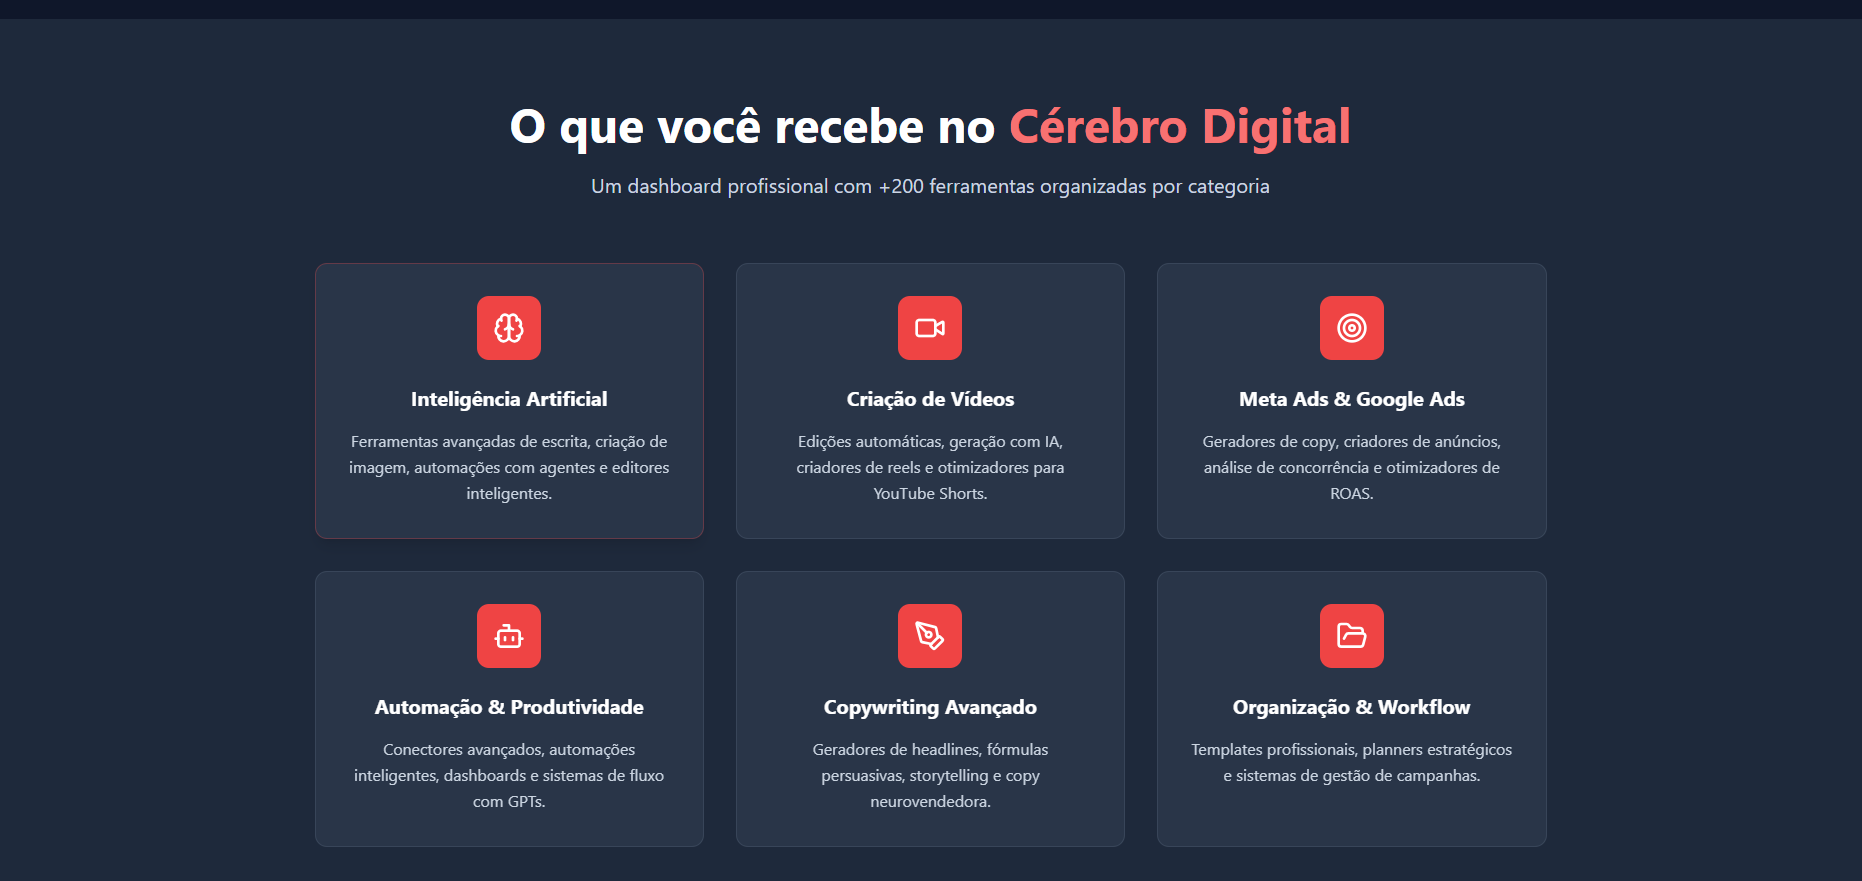 O que você recebe no Cérebro Digital
Um dashboard profissional com +200 ferramentas organizadas por categoria
Inteligência Artificial
Ferramentas avançadas de escrita, criação de
imagem, automações com agentes e editores
inteligentes.
Criação de Vídeos
Edições automáticas, geração com IA,
criadores de reels e otimizadores para
YouTube Shorts.
Meta Ads & Google Ads
Geradores de copy, criadores de anúncios,
análise de concorrência e otimizadores de
ROAS.
Automação & Produtividade
Conectores avançados, automações
inteligentes, dashboards e sistemas de fluxo
com GPTs.
Copywriting Avançado
Geradores de headlines, fórmulas
persuasivas, storytelling e copy
neurovendedora.
Organização & Workflow
Templates profissionais, planners estratégicos
e sistemas de gestão de campanhas.